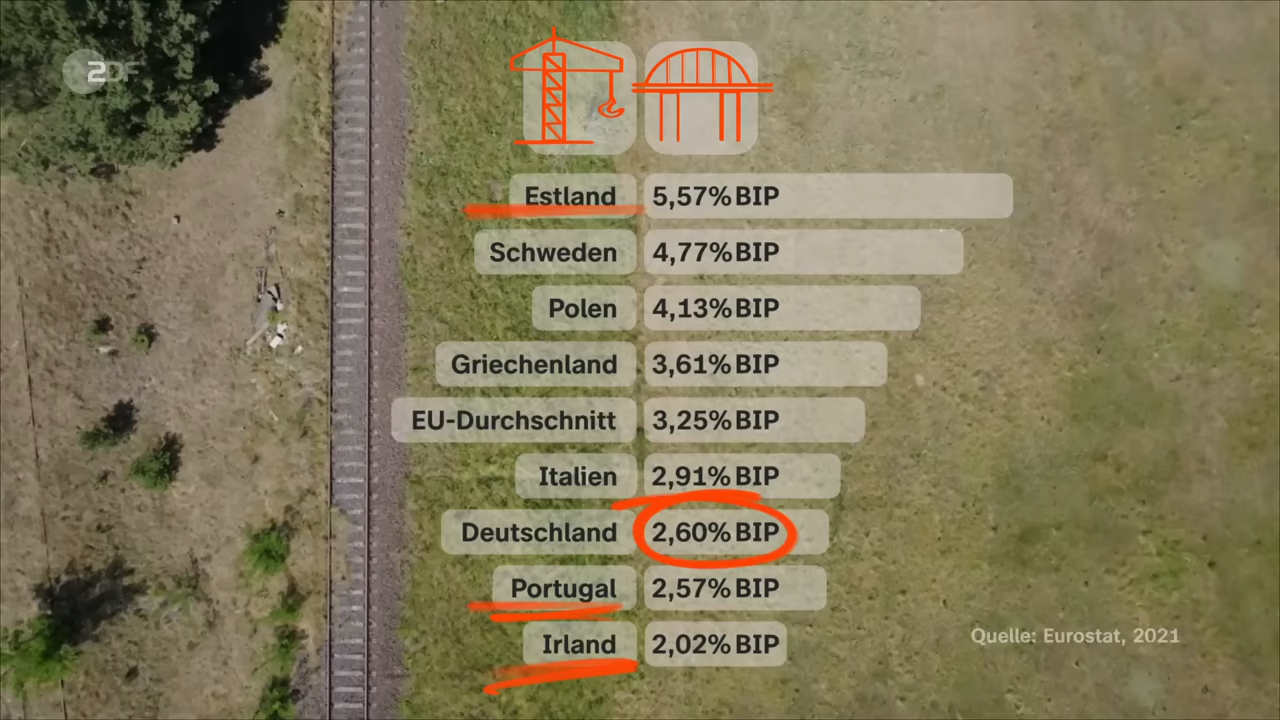 2DF
Estland 5,57% BIP
Schweden 4,77% BIP
Polen 4,13% BIP
Griechenland 3,61% BIP
EU-Durchschnitt 3,25% BIP
Italien 2,91% BIP
Deutschland 2,60% BIP
Portugal 2,57% BIP
Irland 2,02% BIP
Quelle: Eurostat, 2021